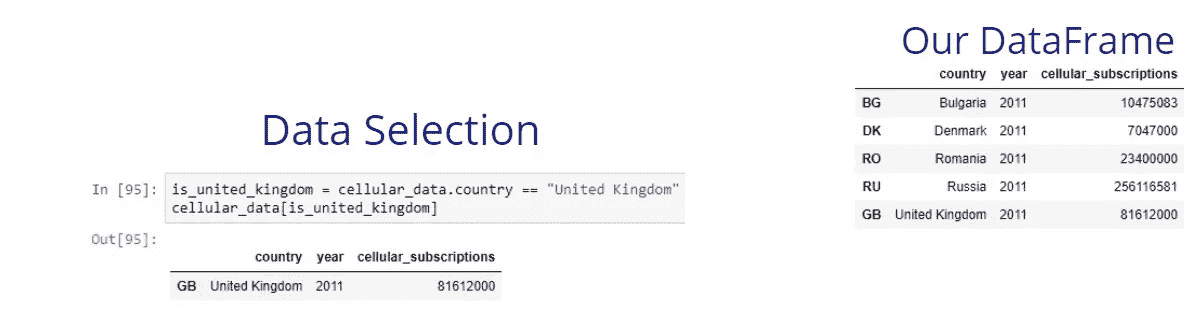 Data Selection
In [95]: is_united_kingdom = cellular_data.country == "United Kingdom"
cellular_data[is_united_kingdom]
Out[95]:
country year cellular_subscriptions
GB United Kingdom 2011 81612000
Our DataFrame
country year cellular_subscriptions
BG Bulgaria 2011 10475083
DK Denmark 2011 7047000
RO Romania 2011 23400000
RU Russia 2011 256116581
GB United Kingdom 2011 81612000